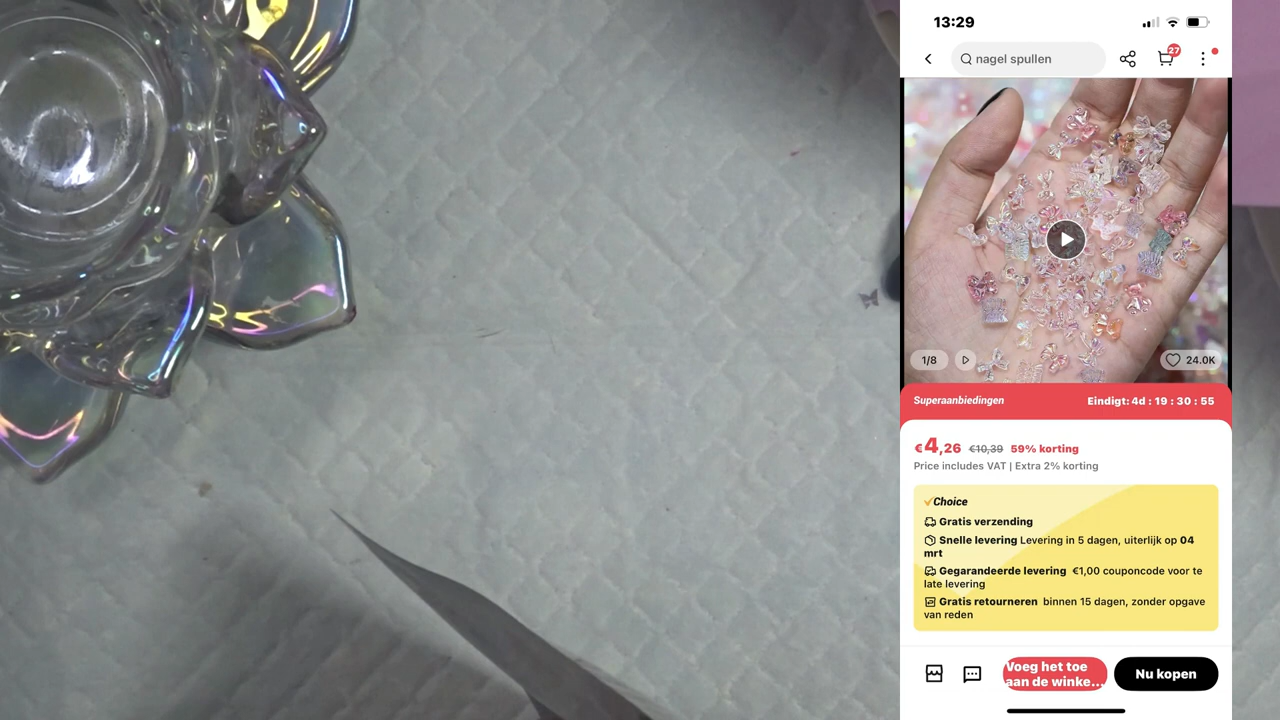 13:29
nagel spullen
27
1/8
24.0K
Superaanbiedingen
Eindigt: 4d : 19 : 30 : 55
€4,26 €10,39 59% korting
Price includes VAT | Extra 2% korting
Choice
Gratis verzending
Snelle levering Levering in 5 dagen, uiterlijk op 04
mrt
Gegarandeerde levering €1,00 couponcode voor te
late levering
Gratis retourneren binnen 15 dagen, zonder opgave
van reden
Voeg het toe
aan de winke...
Nu kopen